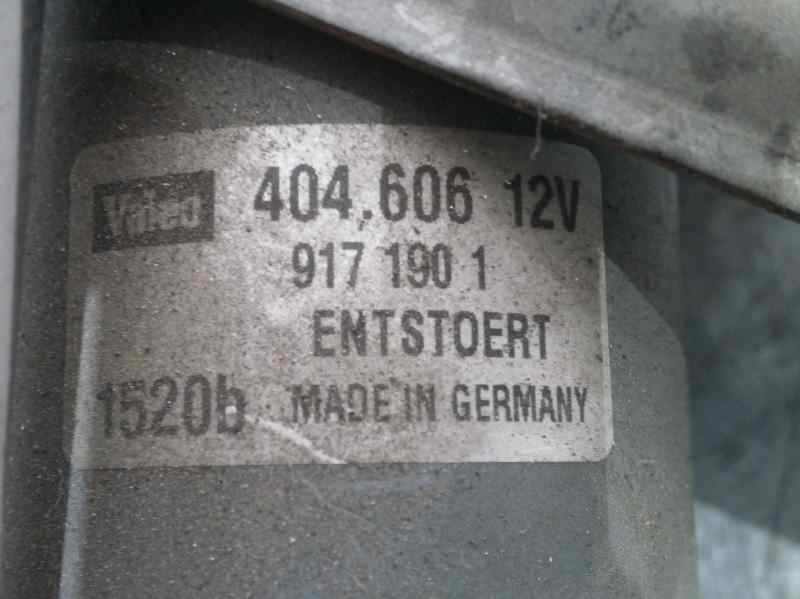 Valeo 404.606 12V
917 190 1
ENTSTOERT
1520b MADE IN GERMANY